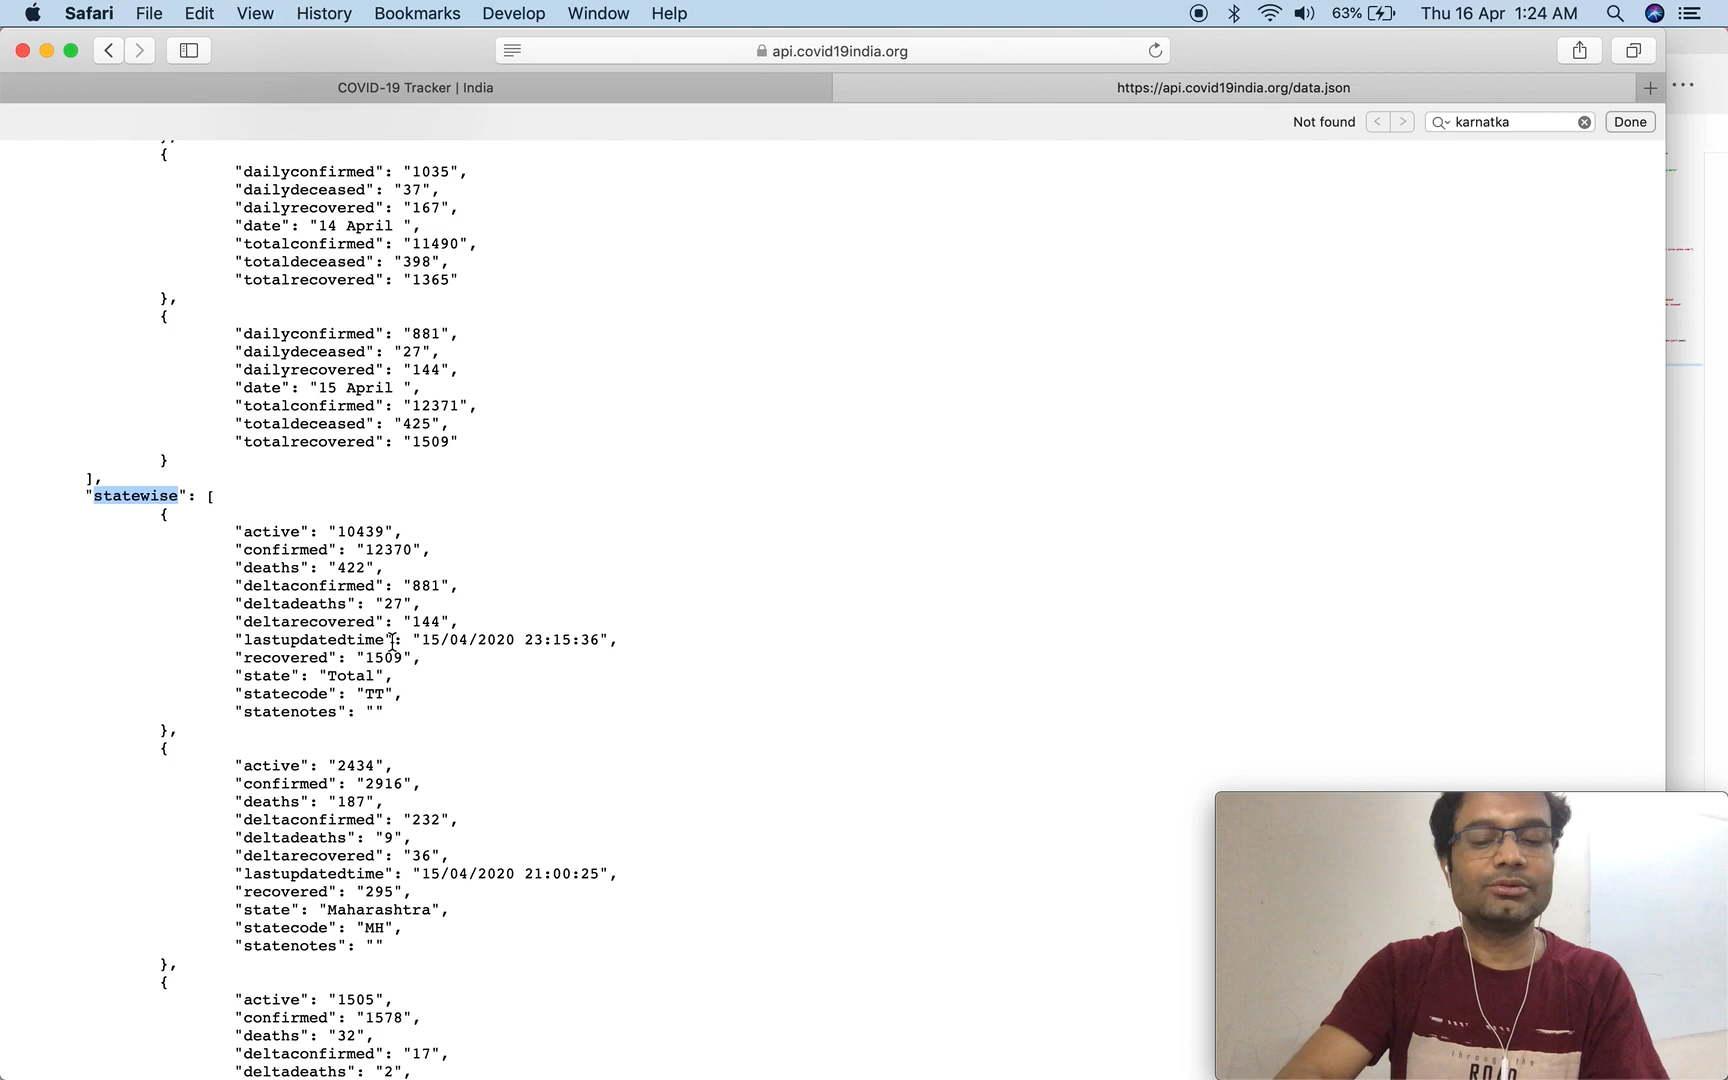 Safari File Edit View History Bookmarks Develop Window Help 63% Thu 16 Apr 1:24 AM
api.covid19india.org
COVID-19 Tracker | India https://api.covid19india.org/data.json
Not found karnatka Done
},
{
"dailyconfirmed": "1035",
"dailydeceased": "37",
"dailyrecovered": "167",
"date": "14 April ",
"totalconfirmed": "11490",
"totaldeceased": "398",
"totalrecovered": "1365"
},
{
"dailyconfirmed": "881",
"dailydeceased": "27",
"dailyrecovered": "144",
"date": "15 April ",
"totalconfirmed": "12371",
"totaldeceased": "425",
"totalrecovered": "1509"
}
],
"statewise": [
{
"active": "10439",
"confirmed": "12370",
"deaths": "422",
"deltaconfirmed": "881",
"deltadeaths": "27",
"deltarecovered": "144",
"lastupdatedtime": "15/04/2020 23:15:36",
"recovered": "1509",
"state": "Total",
"statecode": "TT",
"statenotes": ""
},
{
"active": "2434",
"confirmed": "2916",
"deaths": "187",
"deltaconfirmed": "232",
"deltadeaths": "9",
"deltarecovered": "36",
"lastupdatedtime": "15/04/2020 21:00:25",
"recovered": "295",
"state": "Maharashtra",
"statecode": "MH",
"statenotes": ""
},
{
"active": "1505",
"confirmed": "1578",
"deaths": "32",
"deltaconfirmed": "17",
"deltadeaths": "2",
through the
ROAD